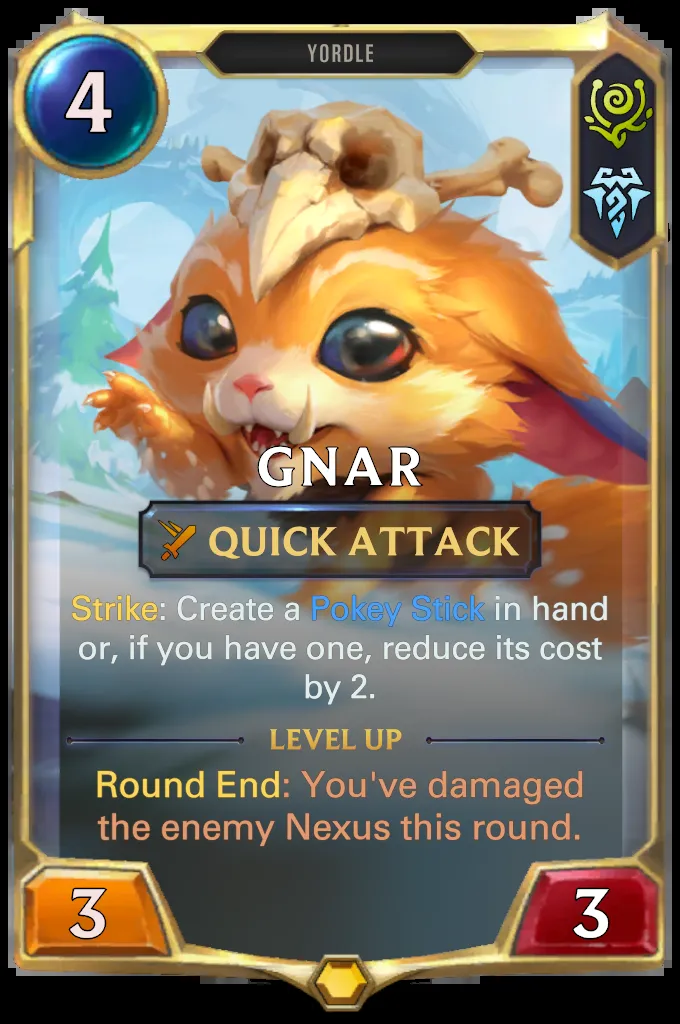 YORDLE
4
GNAR
QUICK ATTACK
Strike: Create a Pokey Stick in hand
or, if you have one, reduce its cost
by 2.
LEVEL UP
Round End: You've damaged
the enemy Nexus this round.
3
3